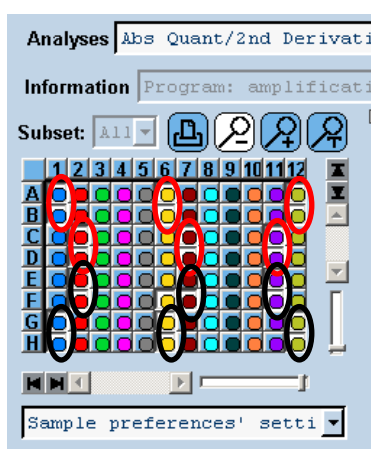 Analyses Abs Quant/2nd Derivati
Information Program: amplificati
Subset: All
1 2 3 4 5 6 7 8 9 10 11 12
A
B
C
D
E
F
G
H
Sample preferences' setti